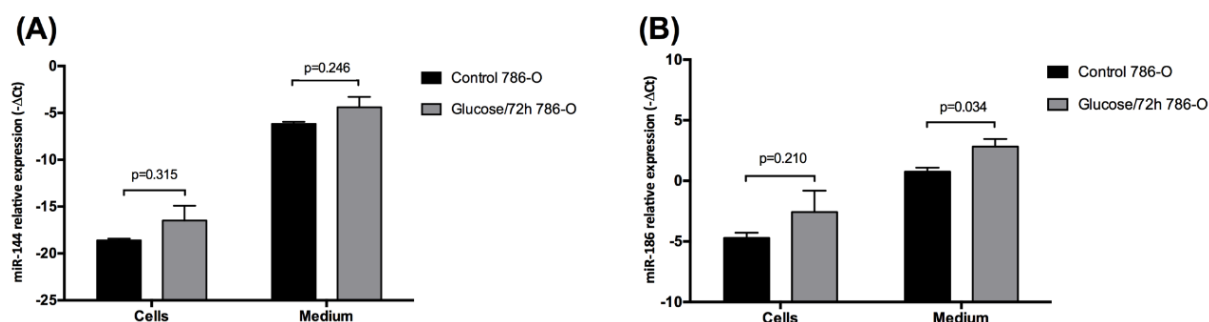 (A)
miR-144 relative expression (-ΔCt)
0
-5
-10
-15
-20
-25
p=0.315
p=0.246
Cells
Medium
Control 786-O
Glucose/72h 786-O
(B)
miR-186 relative expression (-ΔCt)
10
5
0
-5
-10
p=0.210
p=0.034
Cells
Medium
Control 786-O
Glucose/72h 786-O